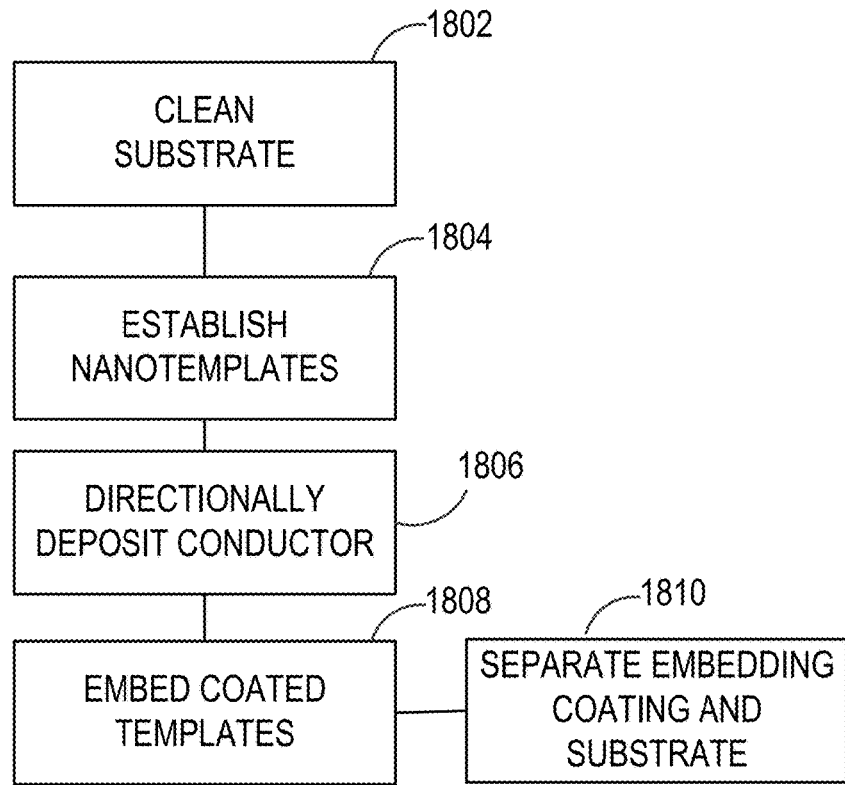 1802
CLEAN
SUBSTRATE
1804
ESTABLISH
NANOTEMPLATES
1806
DIRECTIONALLY
DEPOSIT CONDUCTOR
1808
EMBED COATED
TEMPLATES
1810
SEPARATE EMBEDDING
COATING AND
SUBSTRATE